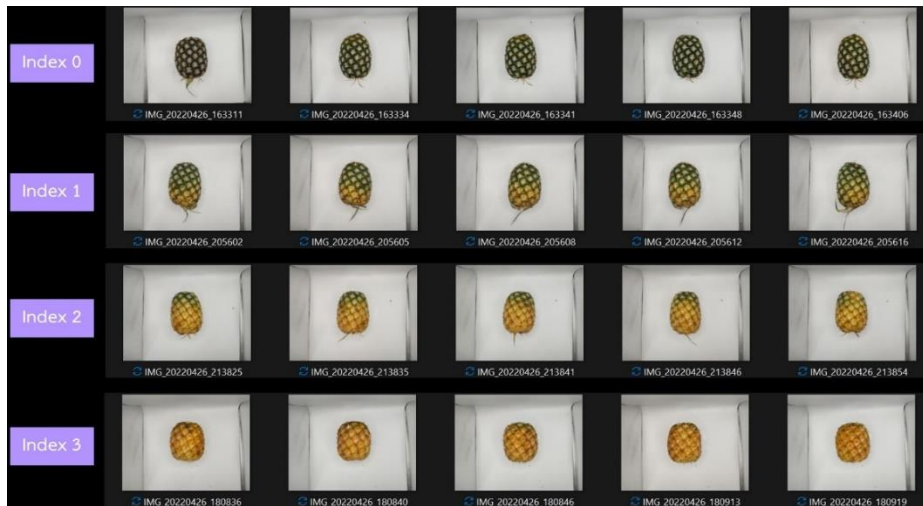 Index 0
IMG_20220426_163311 IMG_20220426_163334 IMG_20220426_163341 IMG_20220426_163348 IMG_20220426_163406
Index 1
IMG_20220426_205602 IMG_20220426_205605 IMG_20220426_205608 IMG_20220426_205612 IMG_20220426_205616
Index 2
IMG_20220426_213825 IMG_20220426_213835 IMG_20220426_213841 IMG_20220426_213846 IMG_20220426_213854
Index 3
IMG_20220426_180836 IMG_20220426_180840 IMG_20220426_180846 IMG_20220426_180913 IMG_20220426_180919